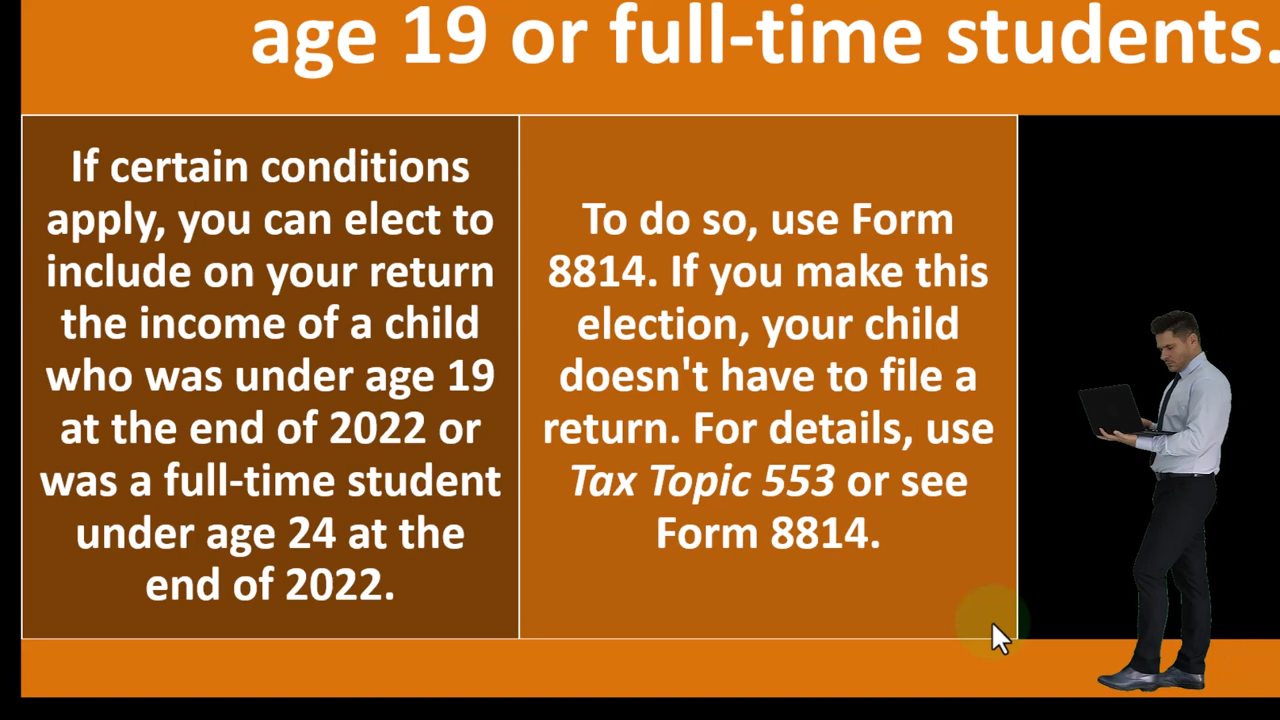 age 19 or full-time students.
If certain conditions
apply, you can elect to
include on your return
the income of a child
who was under age 19
at the end of 2022 or
was a full-time student
under age 24 at the
end of 2022.
To do so, use Form
8814. If you make this
election, your child
doesn't have to file a
return. For details, use
Tax Topic 553 or see
Form 8814.